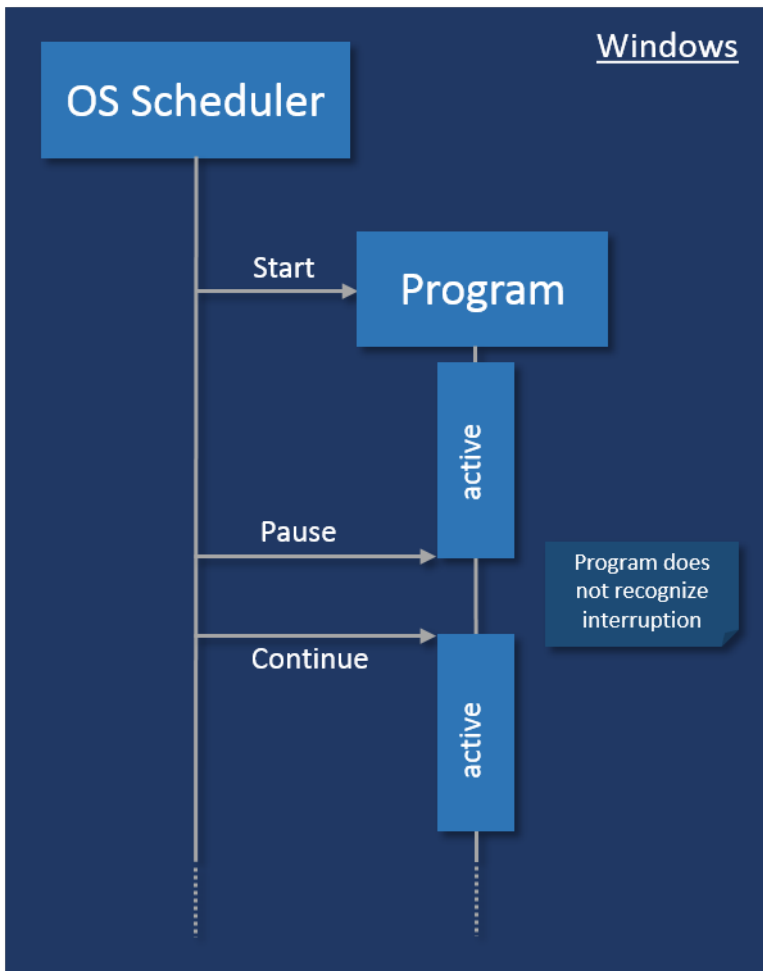 Windows
OS Scheduler
Start
Program
active
Pause
Program does
not recognize
interruption
Continue
active